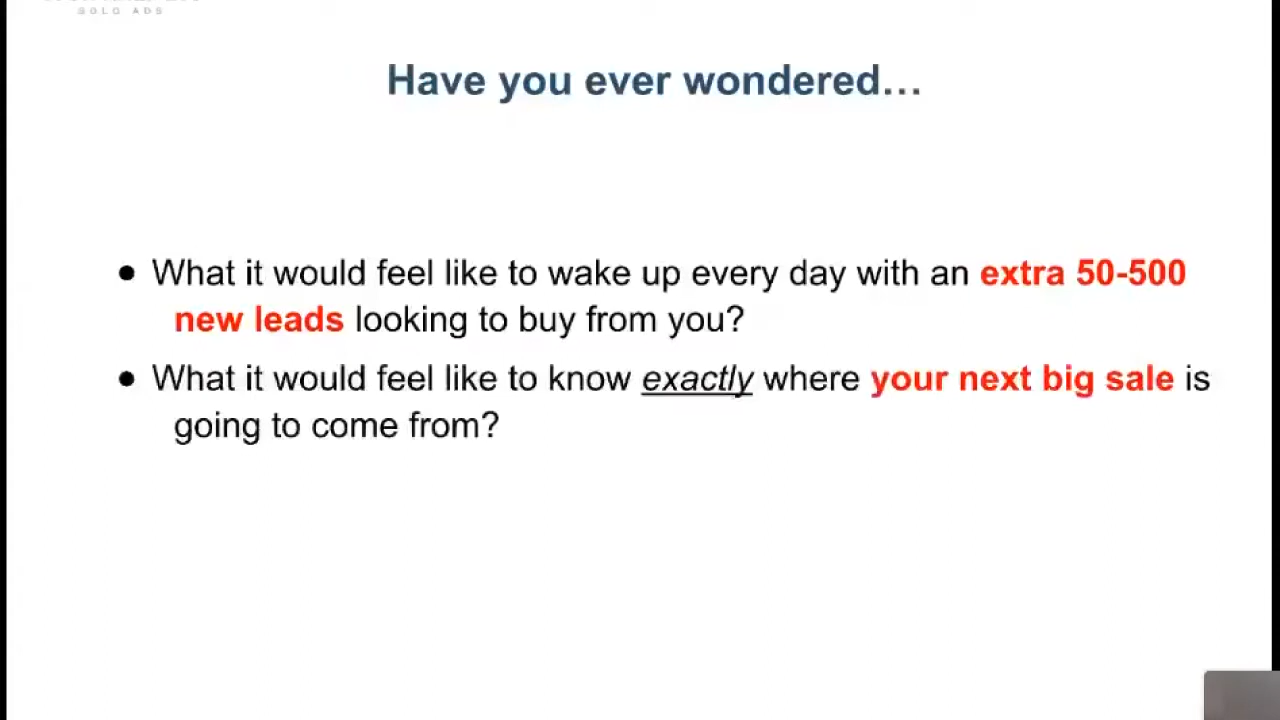 SOLO ADS
Have you ever wondered…
● What it would feel like to wake up every day with an extra 50-500
new leads looking to buy from you?
● What it would feel like to know exactly where your next big sale is
going to come from?